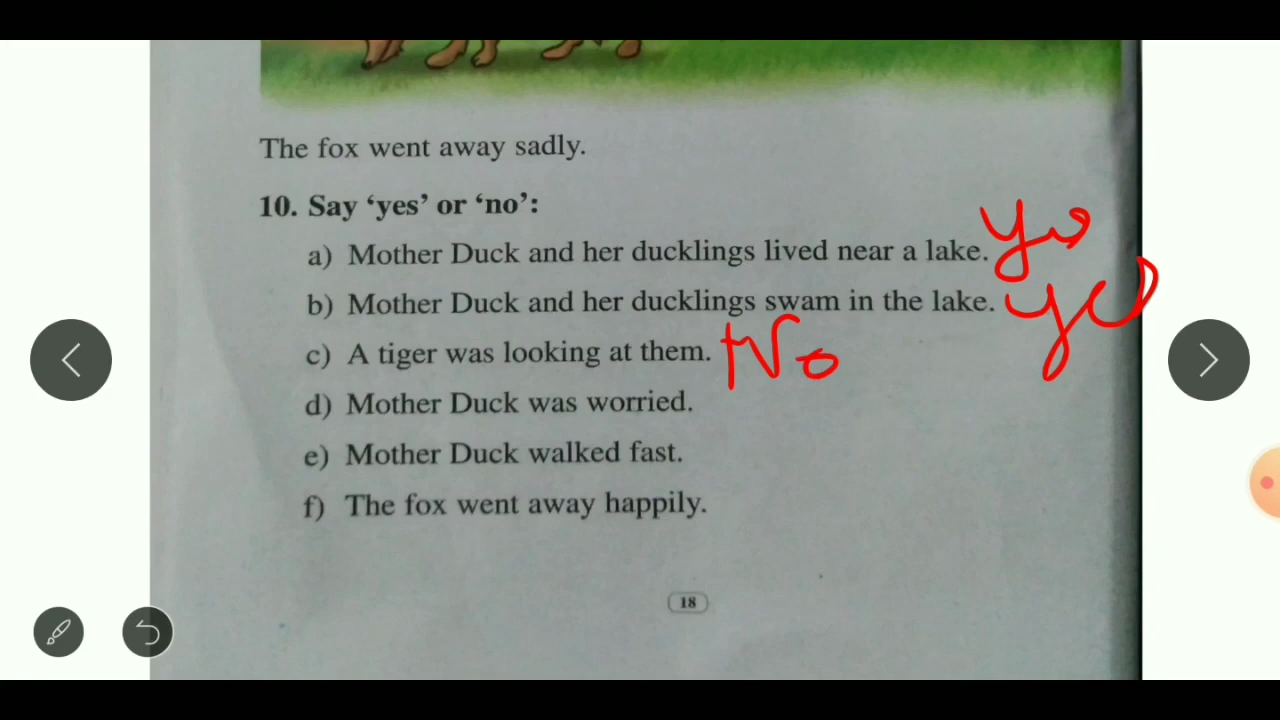 The fox went away sadly.
10. Say ‘yes’ or ‘no’:
a) Mother Duck and her ducklings lived near a lake. yes
b) Mother Duck and her ducklings swam in the lake. yes
c) A tiger was looking at them. No
d) Mother Duck was worried.
e) Mother Duck walked fast.
f) The fox went away happily.
18